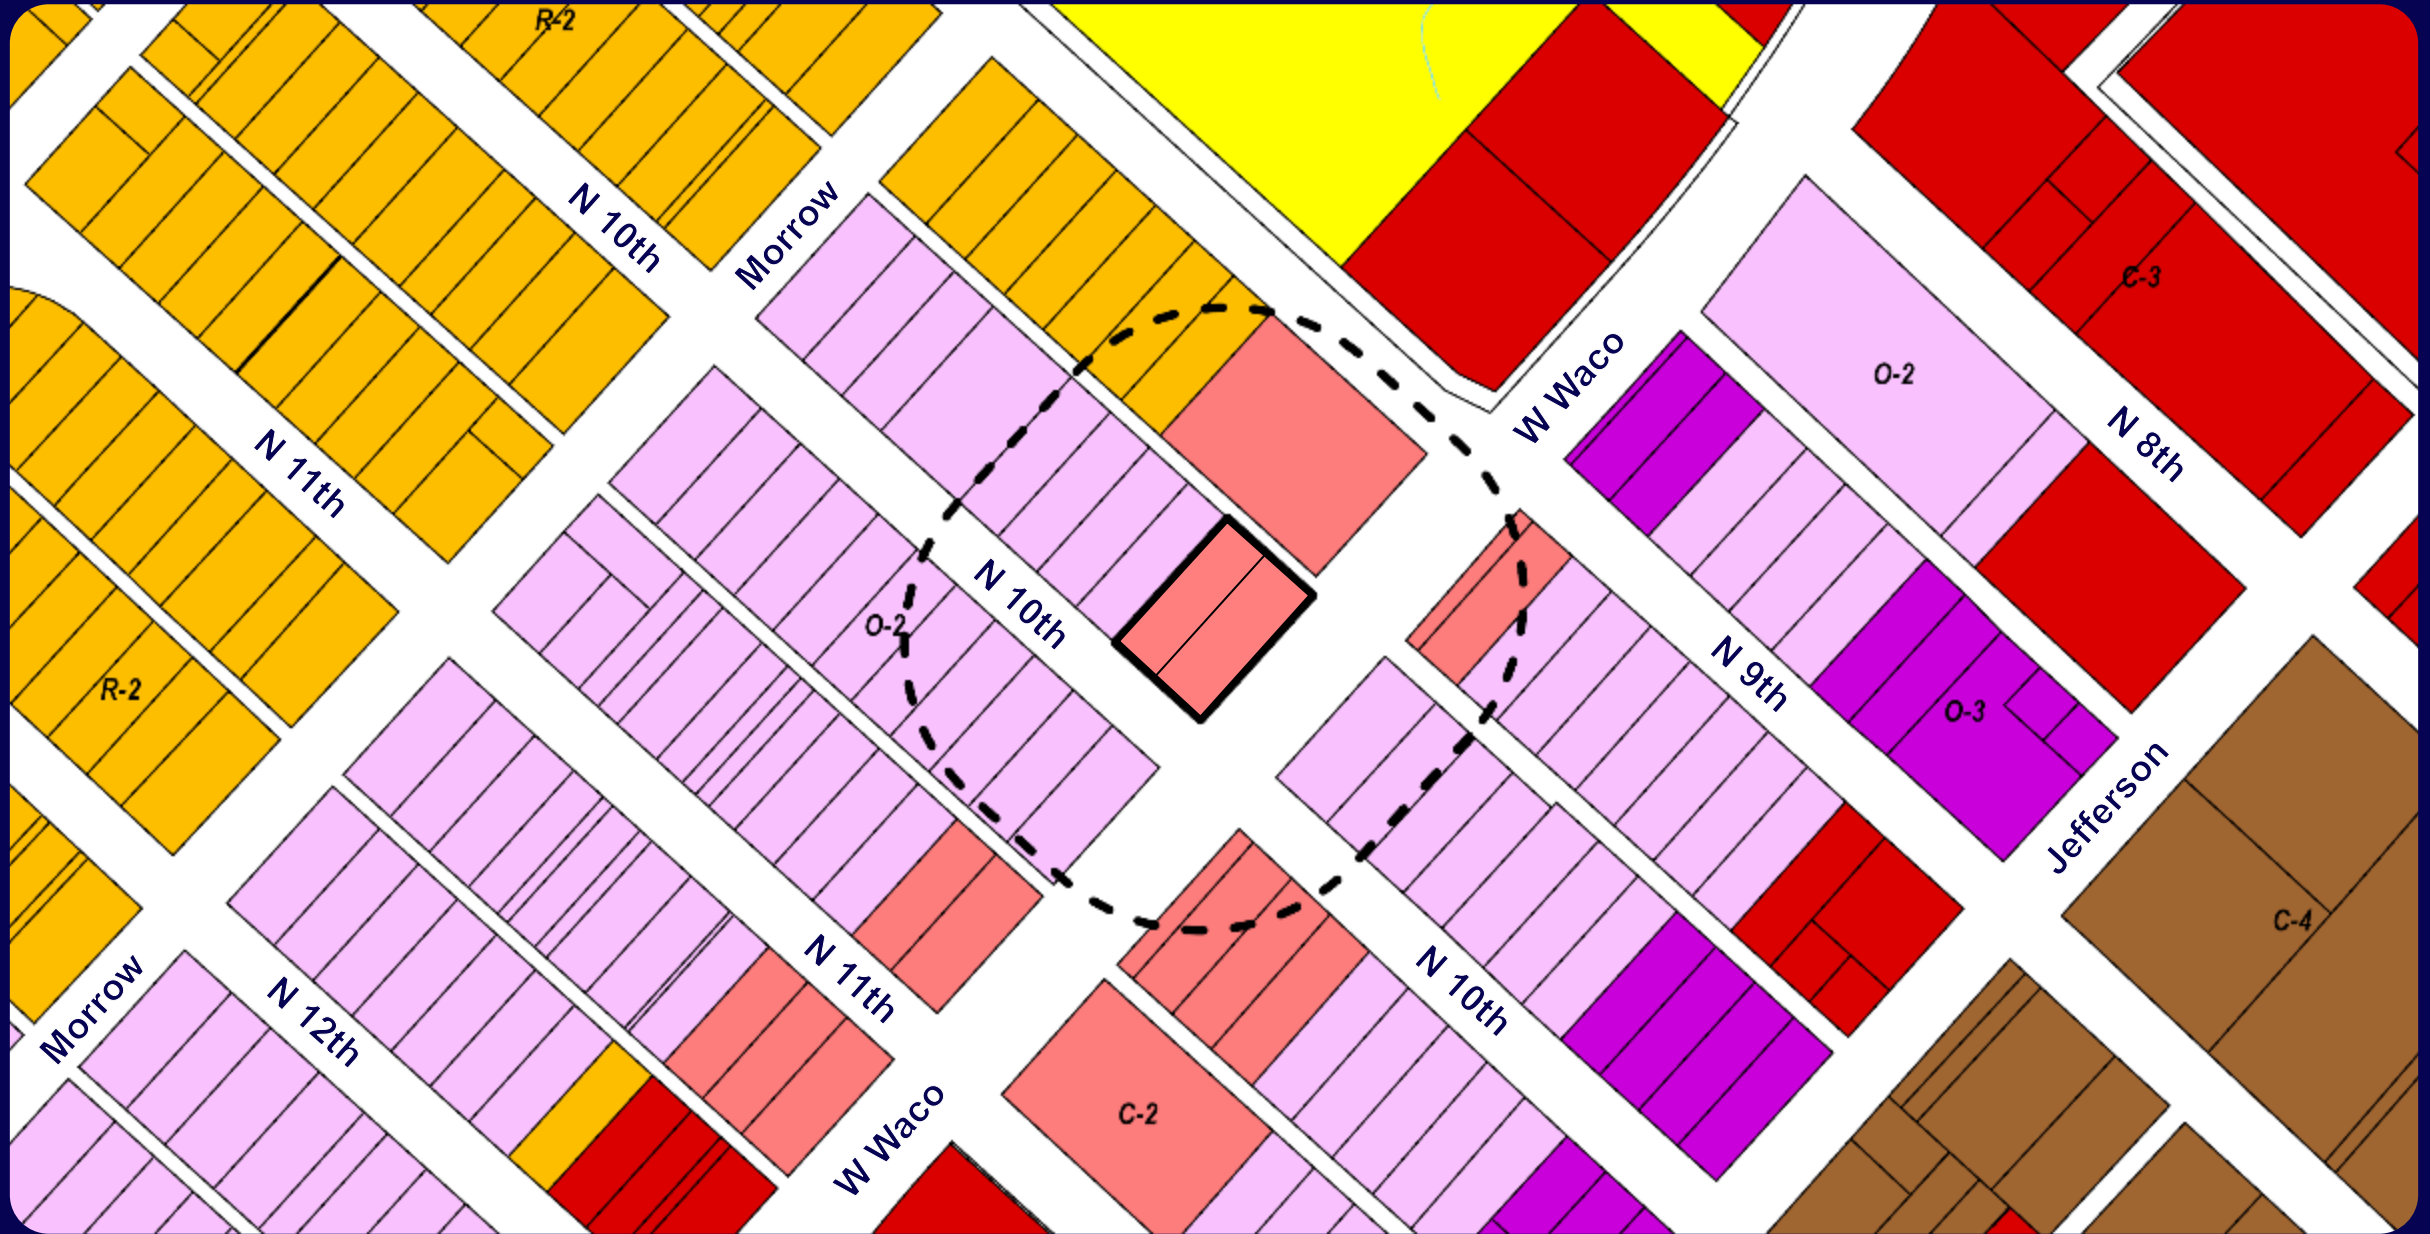 R-2
N 10th
Morrow
C-3
W Waco
O-2
N 8th
N 11th
N 10th
O-2
R-2
N 9th
O-3
Jefferson
C-4
N 11th
N 10th
Morrow
N 12th
C-2
W Waco